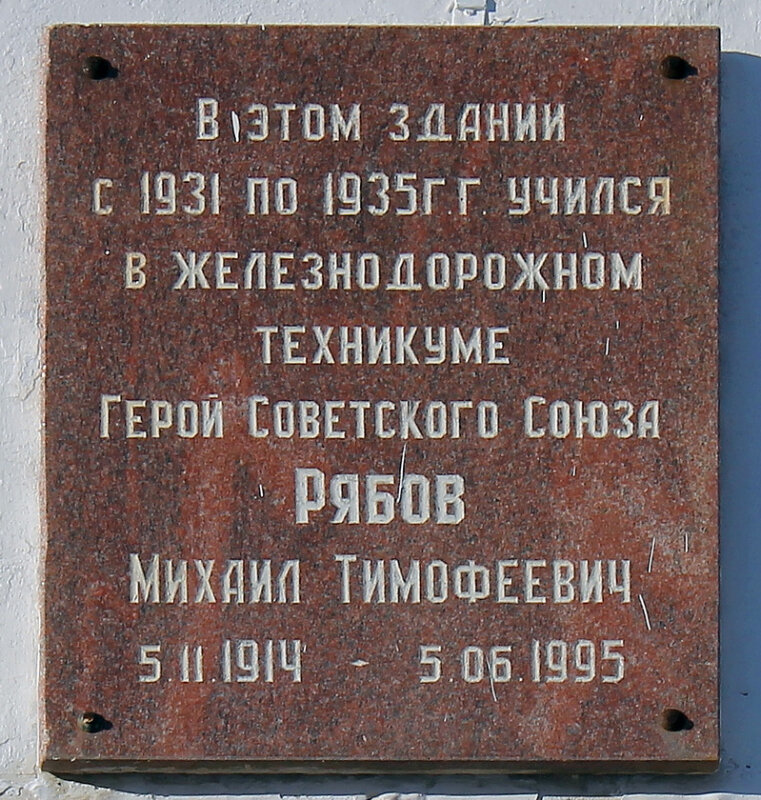 В ЭТОМ ЗДАНИИ
С 1931 ПО 1935Г.Г. УЧИЛСЯ
В ЖЕЛЕЗНОДОРОЖНОМ
ТЕХНИКУМЕ
ГЕРОЙ СОВЕТСКОГО СОЮЗА
РЯБОВ
МИХАИЛ ТИМОФЕЕВИЧ
5.11.1914 - 5.06.1995